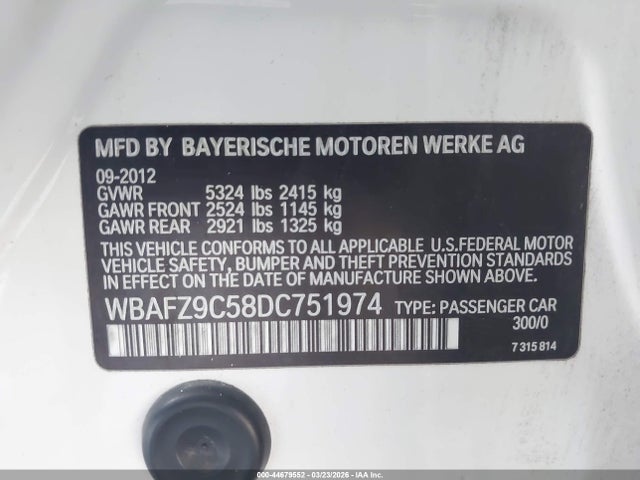 MFD BY BAYERISCHE MOTOREN WERKE AG
09-2012
GVWR 5324 lbs 2415 kg
GAWR FRONT 2524 lbs 1145 kg
GAWR REAR 2921 lbs 1325 kg
THIS VEHICLE CONFORMS TO ALL APPLICABLE U.S.FEDERAL MOTOR
VEHICLE SAFETY, BUMPER AND THEFT PREVENTION STANDARDS
IN EFFECT ON THE DATE OF MANUFACTURE SHOWN ABOVE.
WBAFZ9C58DC751974 TYPE: PASSENGER CAR
300/0
7 315 814
000-44679552 - 03/23/2026 - COPYRIGHT IAA, LLC